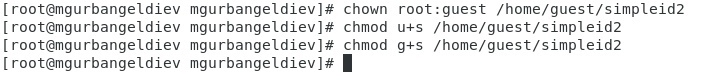 [root@mgurbangeldiev mgurbangeldiev]# chown root:guest /home/guest/simpleid2
[root@mgurbangeldiev mgurbangeldiev]# chmod u+s /home/guest/simpleid2
[root@mgurbangeldiev mgurbangeldiev]# chmod g+s /home/guest/simpleid2
[root@mgurbangeldiev mgurbangeldiev]#